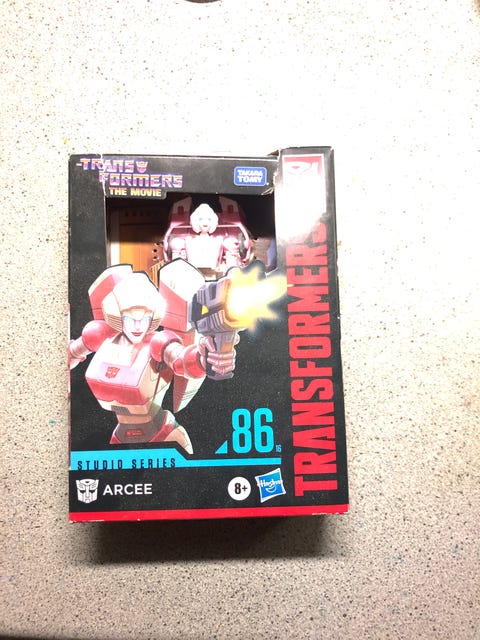 TRANSFORMERS
THE MOVIE
TAKARA
TOMY
TRANSFORMERS
86
16
STUDIO SERIES
ARCEE
8+
Hasbro